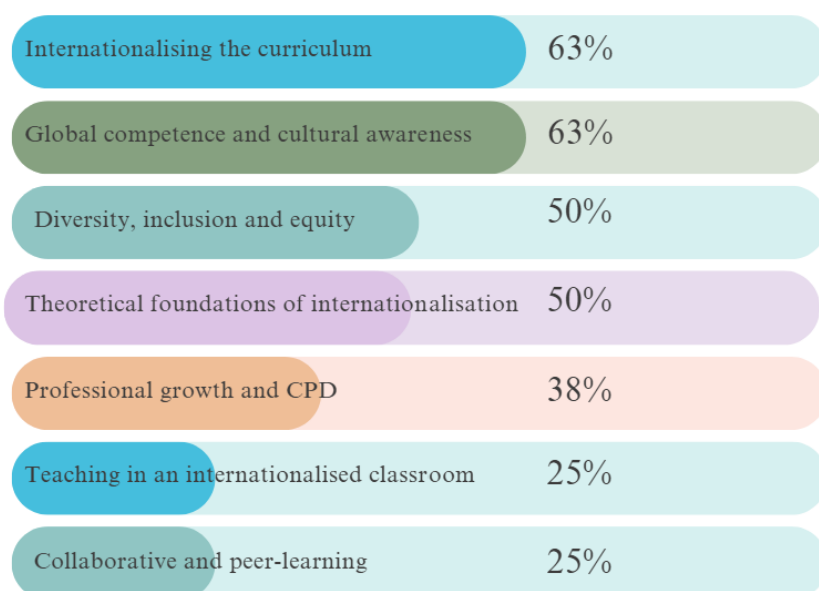 Internationalising the curriculum 63%
Global competence and cultural awareness 63%
Diversity, inclusion and equity 50%
Theoretical foundations of internationalisation 50%
Professional growth and CPD 38%
Teaching in an internationalised classroom 25%
Collaborative and peer-learning 25%